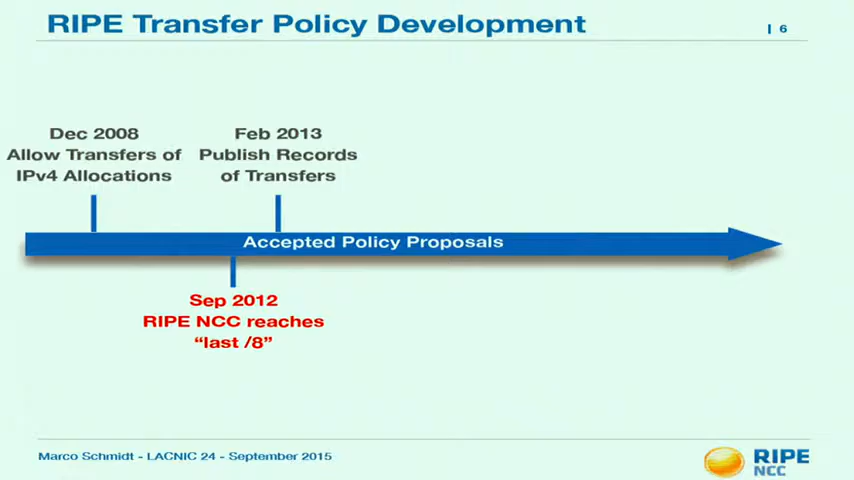 RIPE Transfer Policy Development
| 6
Dec 2008
Allow Transfers of
IPv4 Allocations
Feb 2013
Publish Records
of Transfers
Accepted Policy Proposals
Sep 2012
RIPE NCC reaches
“last /8”
Marco Schmidt - LACNIC 24 - September 2015
RIPE
NCC